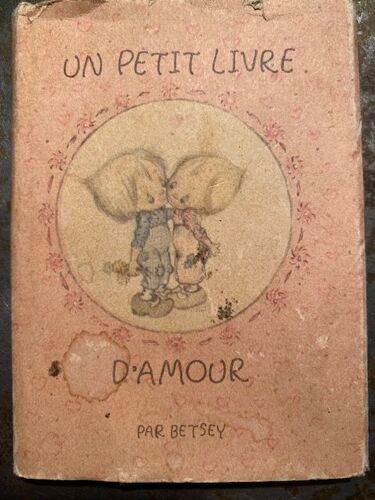 UN PETIT LIVRE
D'AMOUR
PAR BETSEY